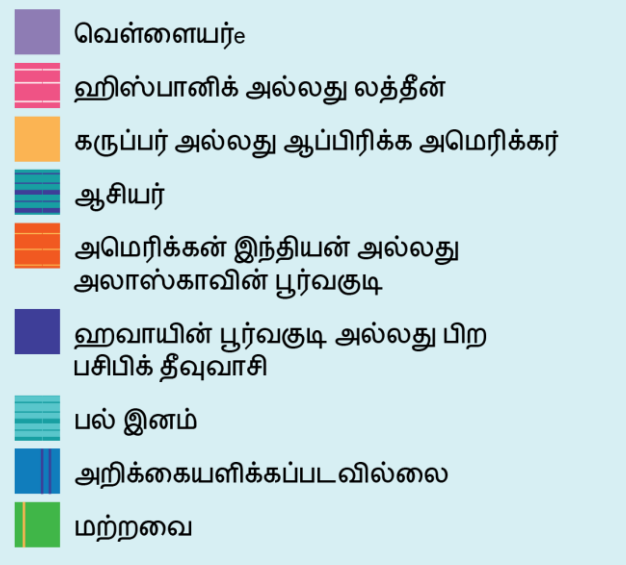 வெள்ளையர்e
ஹிஸ்பானிக் அல்லது லத்தீன்
கருப்பர் அல்லது ஆப்பிரிக்க அமெரிக்கர்
ஆசியர்
அமெரிக்கன் இந்தியன் அல்லது
அலாஸ்காவின் பூர்வகுடி
ஹவாயின் பூர்வகுடி அல்லது பிற
பசிபிக் தீவுவாசி
பல் இனம்
அறிக்கையளிக்கப்படவில்லை
மற்றவை